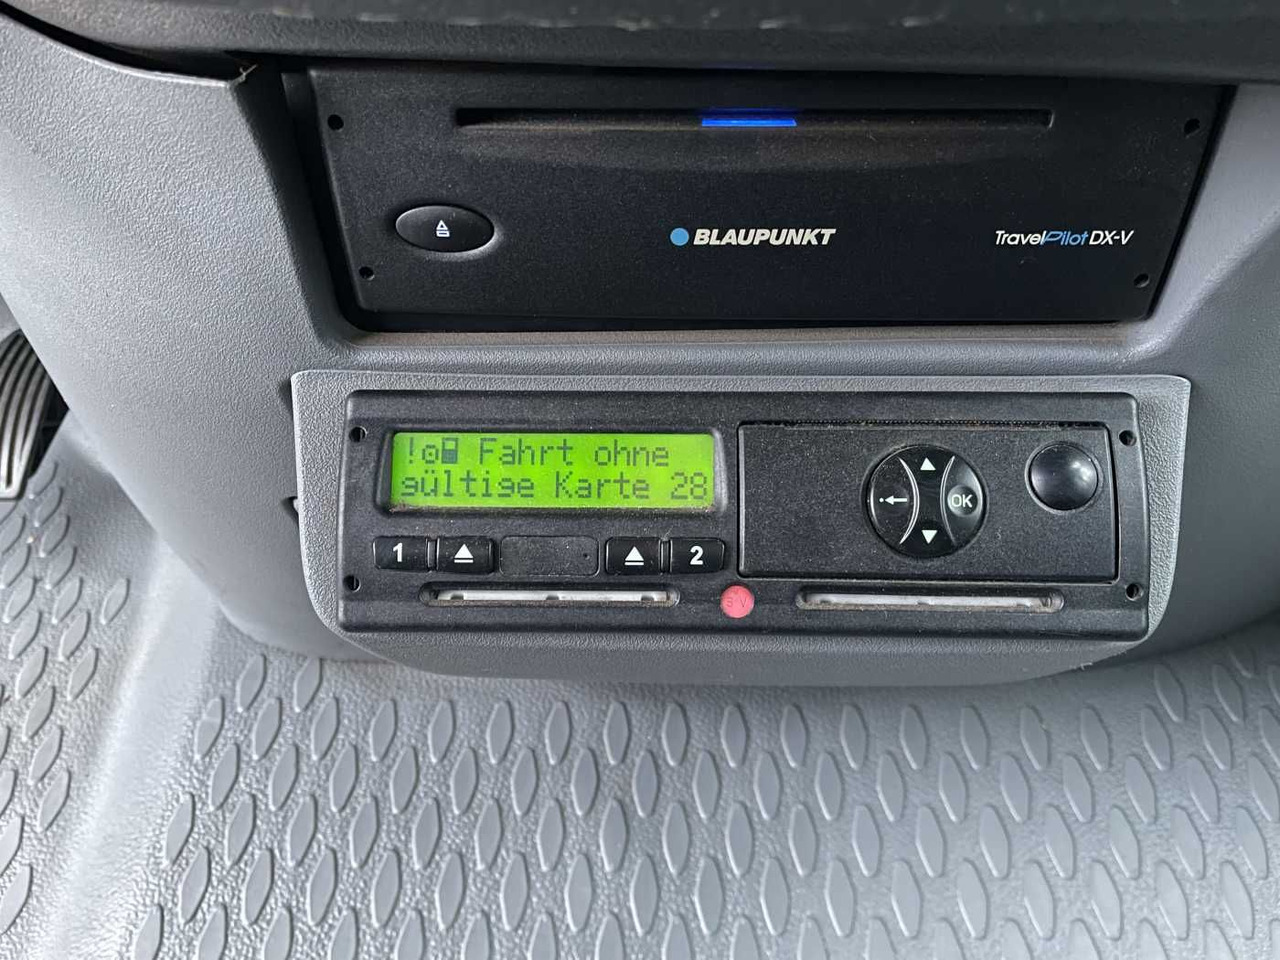 BLAUPUNKT
TravelPilot DX-V
! Fahrt ohne
gültige Karte 28
1
2
OK